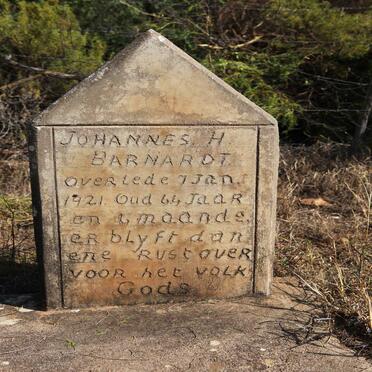 JOHANNES H
BARNARDT
overlede 7 Jan.
1921 Oud 64 JAAR
en 4 maande.
er blyft dan
ene RUST OVER
VOOR het VOLK
Gods